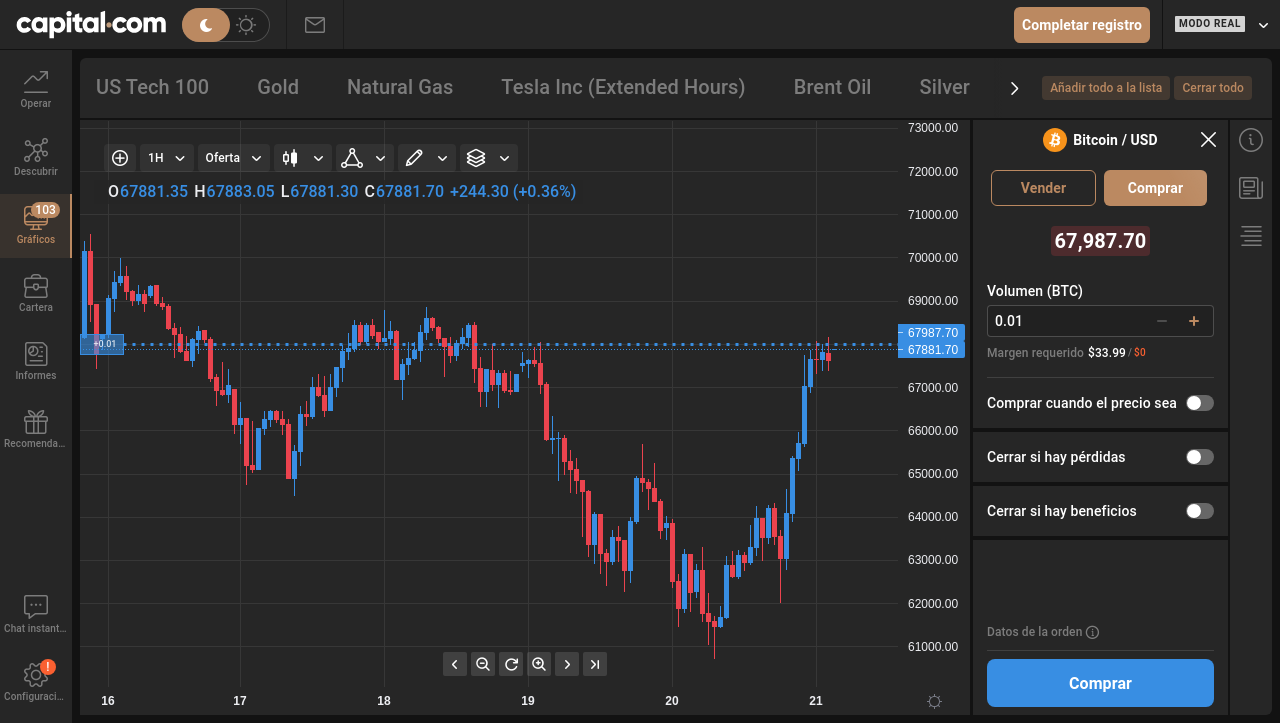 capital.com
Completar registro
MODO REAL
Operar
Descubrir
103
Gráficos
Cartera
Informes
Recomenda...
Chat instant...
!
Configuraci...
US Tech 100 Gold Natural Gas Tesla Inc (Extended Hours) Brent Oil Silver
Añadir todo a la lista Cerrar todo
1H Oferta
O67881.35 H67883.05 L67881.30 C67881.70 +244.30 (+0.36%)
+0.01
73000.00
72000.00
71000.00
70000.00
69000.00
67987.70
67881.70
67000.00
66000.00
65000.00
64000.00
63000.00
62000.00
61000.00
16 17 18 19 20 21
Bitcoin / USD
Vender Comprar
67,987.70
Volumen (BTC)
0.01
Margen requerido $33.99 / $0
Comprar cuando el precio sea
Cerrar si hay pérdidas
Cerrar si hay beneficios
Datos de la orden
Comprar